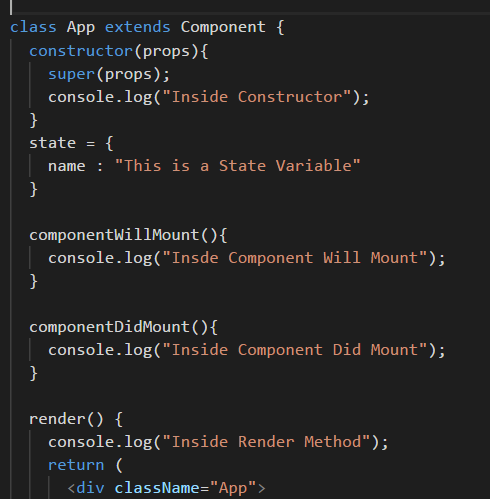 class App extends Component {
constructor(props){
super(props);
console.log("Inside Constructor");
}
state = {
name : "This is a State Variable"
}
componentWillMount(){
console.log("Insde Component Will Mount");
}
componentDidMount(){
console.log("Inside Component Did Mount");
}
render() {
console.log("Inside Render Method");
return (
<div className="App">